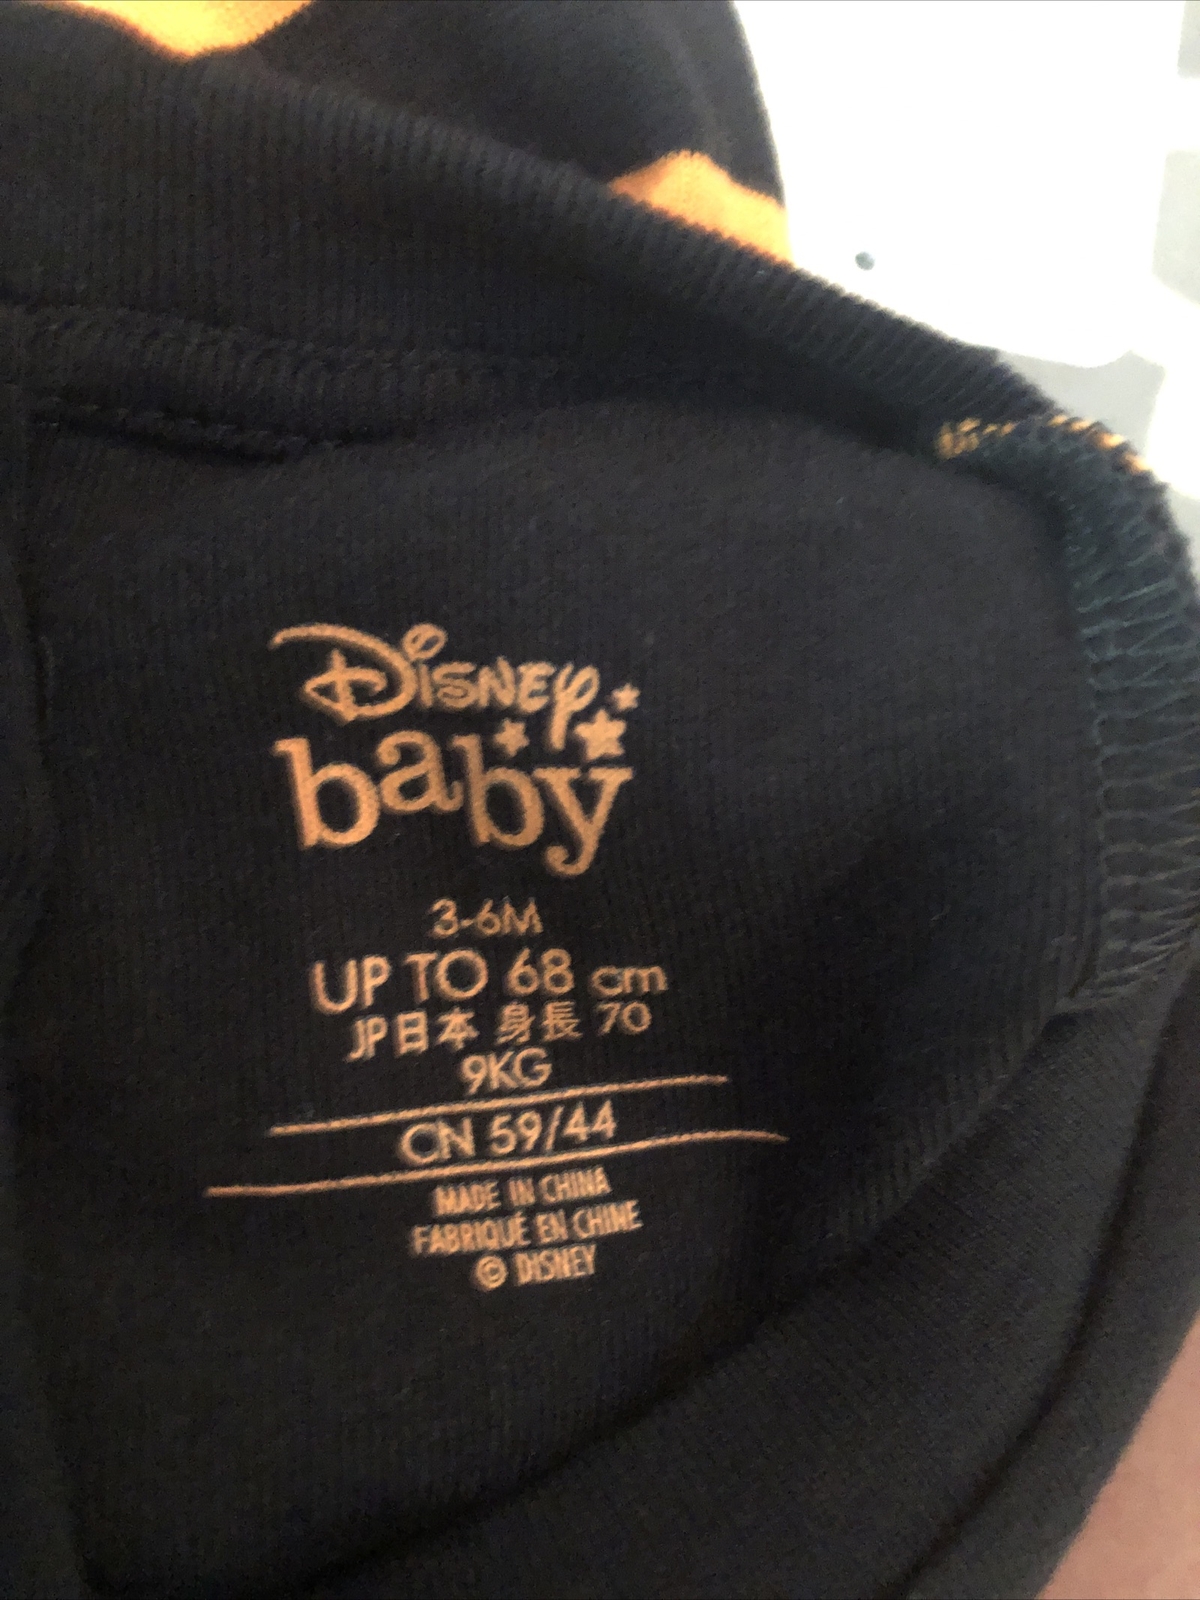 Disney
baby
3-6M
UP TO 68 cm
JP日本 身長 70
9KG
CN 59/44
MADE IN CHINA
FABRIQUÉ EN CHINE
© DISNEY